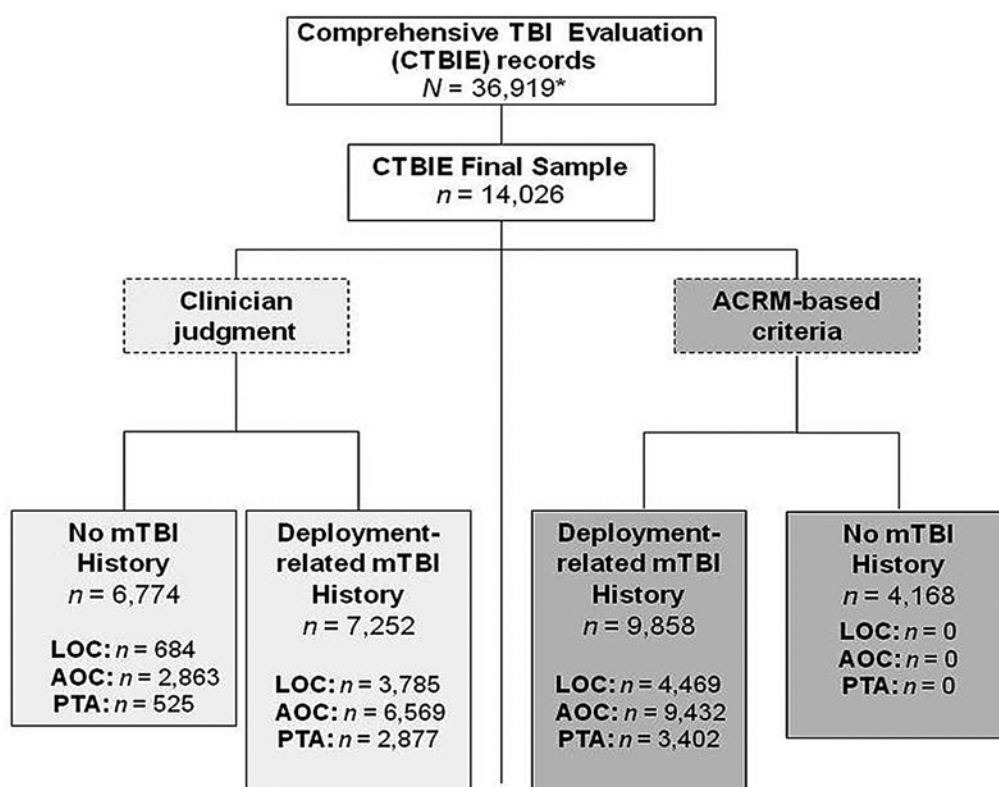 Comprehensive TBI Evaluation
(CTBIE) records
N = 36,919*
CTBIE Final Sample
n = 14,026
Clinician
judgment
ACRM-based
criteria
No mTBI
History
n = 6,774
LOC: n = 684
AOC: n = 2,863
PTA: n = 525
Deployment-
related mTBI
History
n = 7,252
LOC: n = 3,785
AOC: n = 6,569
PTA: n = 2,877
Deployment-
related mTBI
History
n = 9,858
LOC: n = 4,469
AOC: n = 9,432
PTA: n = 3,402
No mTBI
History
n = 4,168
LOC: n = 0
AOC: n = 0
PTA: n = 0